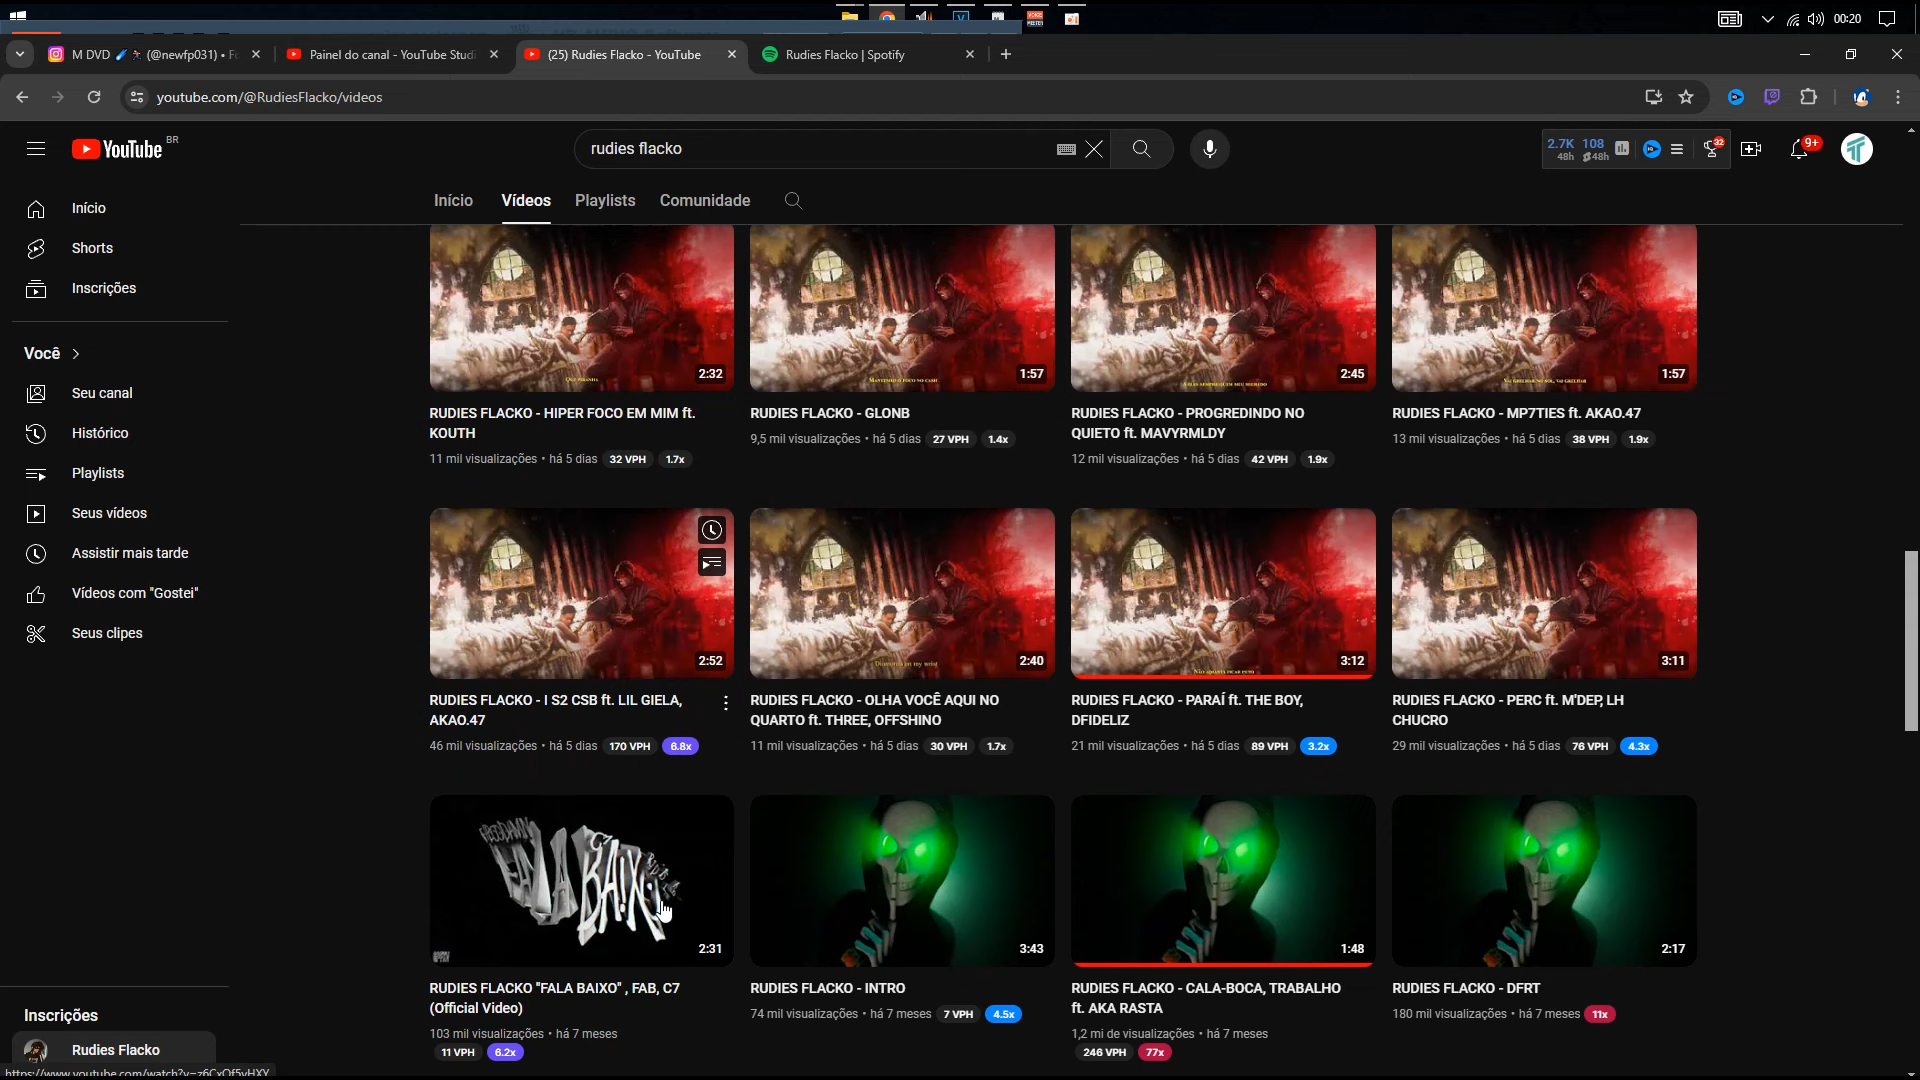 00:20
M DVD (@newfp031) • Fo
Painel do canal - YouTube Studi
(25) Rudies Flacko - YouTube
Rudies Flacko | Spotify
youtube.com/@RudiesFlacko/videos
YouTube BR
rudies flacko
2.7K 108
48h 48h
32
9+
Início
Vídeos
Playlists
Comunidade
Início
Shorts
Inscrições
Você
Seu canal
Histórico
Playlists
Seus vídeos
Assistir mais tarde
Vídeos com "Gostei"
Seus clipes
Inscrições
Rudies Flacko
QUE PIRANHA
2:32
RUDIES FLACKO - HIPER FOCO EM MIM ft.
KOUTH
11 mil visualizações • há 5 dias 32 VPH 1.7x
1:57
RUDIES FLACKO - GLONB
9,5 mil visualizações • há 5 dias 27 VPH 1.4x
2:45
RUDIES FLACKO - PROGREDINDO NO
QUIETO ft. MAVYRMLDY
12 mil visualizações • há 5 dias 42 VPH 1.9x
1:57
RUDIES FLACKO - MP7TIES ft. AKAO.47
13 mil visualizações • há 5 dias 38 VPH 1.9x
2:52
RUDIES FLACKO - I S2 CSB ft. LIL GIELA,
AKAO.47
46 mil visualizações • há 5 dias 170 VPH 6.8x
Diamonds on my wrist
2:40
RUDIES FLACKO - OLHA VOCÊ AQUI NO
QUARTO ft. THREE, OFFSHINO
11 mil visualizações • há 5 dias 30 VPH 1.7x
3:12
RUDIES FLACKO - PARAÍ ft. THE BOY,
DFIDELIZ
21 mil visualizações • há 5 dias 89 VPH 3.2x
3:11
RUDIES FLACKO - PERC ft. M'DEP, LH
CHUCRO
29 mil visualizações • há 5 dias 76 VPH 4.3x
FALA BAIXO
2:31
RUDIES FLACKO "FALA BAIXO" , FAB, C7
(Official Video)
103 mil visualizações • há 7 meses
11 VPH 6.2x
3:43
RUDIES FLACKO - INTRO
74 mil visualizações • há 7 meses 7 VPH 4.5x
1:48
RUDIES FLACKO - CALA-BOCA, TRABALHO
ft. AKA RASTA
1,2 mi de visualizações • há 7 meses
246 VPH 77x
2:17
RUDIES FLACKO - DFRT
180 mil visualizações • há 7 meses 11x